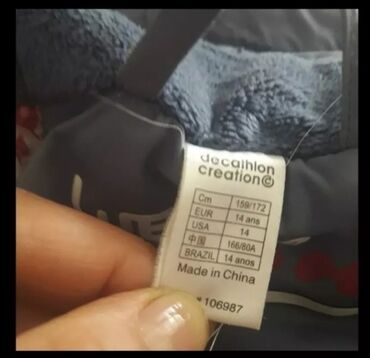 decathlon
creation©
Cm 159/172
EUR 14 ans
USA 14
中国 166/80A
BRAZIL 14 anos
Made in China
106987